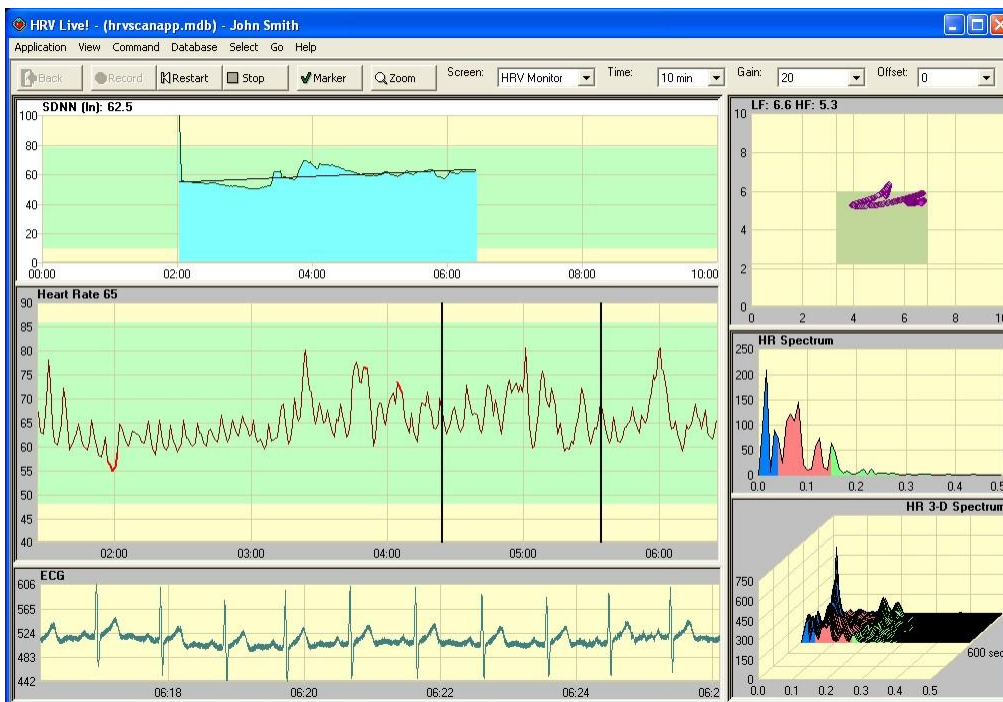 HRV Live! - (hrvscanapp.mdb) - John Smith
Application View Command Database Select Go Help
Back Record Restart Stop Marker Zoom Screen: HRV Monitor Time: 10 min Gain: 20 Offset: 0
SDNN (ln): 62.5
100
80
60
40
20
0
00:00 02:00 04:00 06:00 08:00 10:00
Heart Rate 65
90
85
80
75
70
65
60
55
50
45
40
02:00 03:00 04:00 05:00 06:00
ECG
606
565
524
483
442
06:18 06:20 06:22 06:24 06:2
LF: 6.6 HF: 5.3
10
8
6
4
2
0
0 2 4 6 8 1
HR Spectrum
250
200
150
100
50
0
0.0 0.1 0.2 0.3 0.4 0.5
HR 3-D Spectrum
750
600
450
300
150
0
600 sec
0.0 0.1 0.2 0.3 0.4 0.5